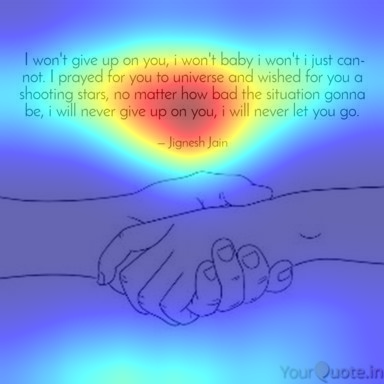 I won't give up on you, i won't baby i won't i just can-
not. I prayed for you to universe and wished for you a
shooting stars, no matter how bad the situation gonna
be, i will never give up on you, i will never let you go.
– Jignesh Jain
YourQuote.in